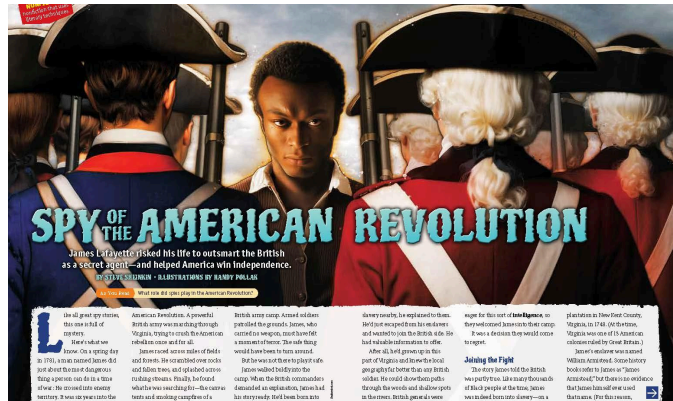 nonfiction that uses
literary techniques
SPY OF THE AMERICAN REVOLUTION
James Lafayette risked his life to outsmart the British
as a secret agent—and helped America win independence.
BY STEVE SHEINKIN • ILLUSTRATIONS BY RANDY POLLAK
What role did spies play in the American Revolution?
Like all great spy stories,
this one is full of
mystery.
Here's what we
know. On a spring day
in 1781, a man named James did
just about the most dangerous
thing a person can do in a time
of war: He crossed into enemy
territory. It was six years into the
American Revolution. A powerful
British army was marching through
Virginia, trying to crush the American
rebellion once and for all.
James raced across miles of fields
and forests. He scrambled over rocks
and fallen trees, and splashed across
rushing streams. Finally, he found
what he was searching for—the canvas
tents and smoking campfires of a
British army camp. Armed soldiers
patrolled the grounds. James, who
carried no weapon, must have felt
a moment of terror. The safe thing
would have been to turn around.
But he was not there to play it safe.
James walked boldly into the
camp. When the British commanders
demanded an explanation, James had
his story ready. He'd been born into
slavery nearby, he explained to them.
He'd just escaped from his enslavers
and wanted to join the British side. He
had valuable information to offer.
After all, he'd grown up in this
part of Virginia and knew the local
geography far better than any British
soldier. He could show them paths
through the woods and shallow spots
in the rivers. British generals were
eager for this sort of intelligence, so
they welcomed James into their camp.
It was a decision they would come
to regret.
Joining the Fight
The story James told the British
was partly true. Like many thousands
of Black people at the time, James
was indeed born into slavery—on a
plantation in New Kent County,
Virginia, in 1748. (At the time,
Virginia was one of 13 American
colonies ruled by Great Britain.)
James's enslaver was named
William Armistead. Some history
books refer to James as "James
Armistead," but there is no evidence
that James himself ever used
that name. (For this reason,